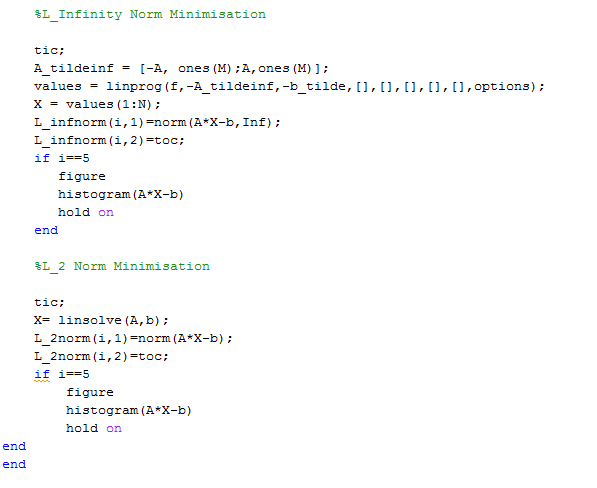 %L_Infinity Norm Minimisation
tic;
A_tildeinf = [-A, ones(M);A,ones(M)];
values = linprog(f,-A_tildeinf,-b_tilde,[],[],[],[],[],options);
X = values(1:N);
L_infnorm(i,1)=norm(A*X-b,Inf);
L_infnorm(i,2)=toc;
if i==5
figure
histogram(A*X-b)
hold on
end
%L_2 Norm Minimisation
tic;
X= linsolve(A,b);
L_2norm(i,1)=norm(A*X-b);
L_2norm(i,2)=toc;
if i==5
figure
histogram(A*X-b)
hold on
end
end